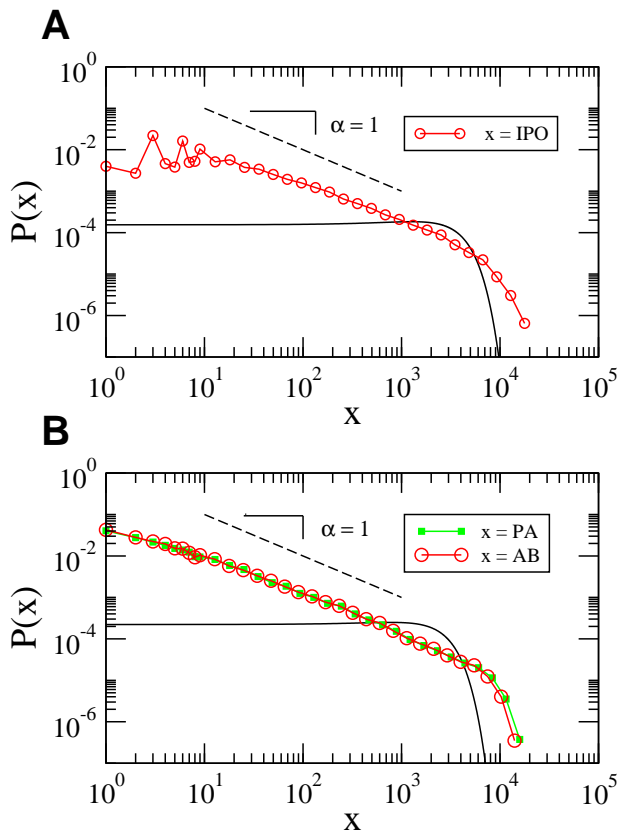 A
10^0
10^-2
10^-4
10^-6
P(x)
α = 1
x = IPO
10^0 10^1 10^2 10^3 10^4 10^5
x
B
10^0
10^-2
10^-4
10^-6
P(x)
α = 1
x = PA
x = AB
10^0 10^1 10^2 10^3 10^4 10^5
x